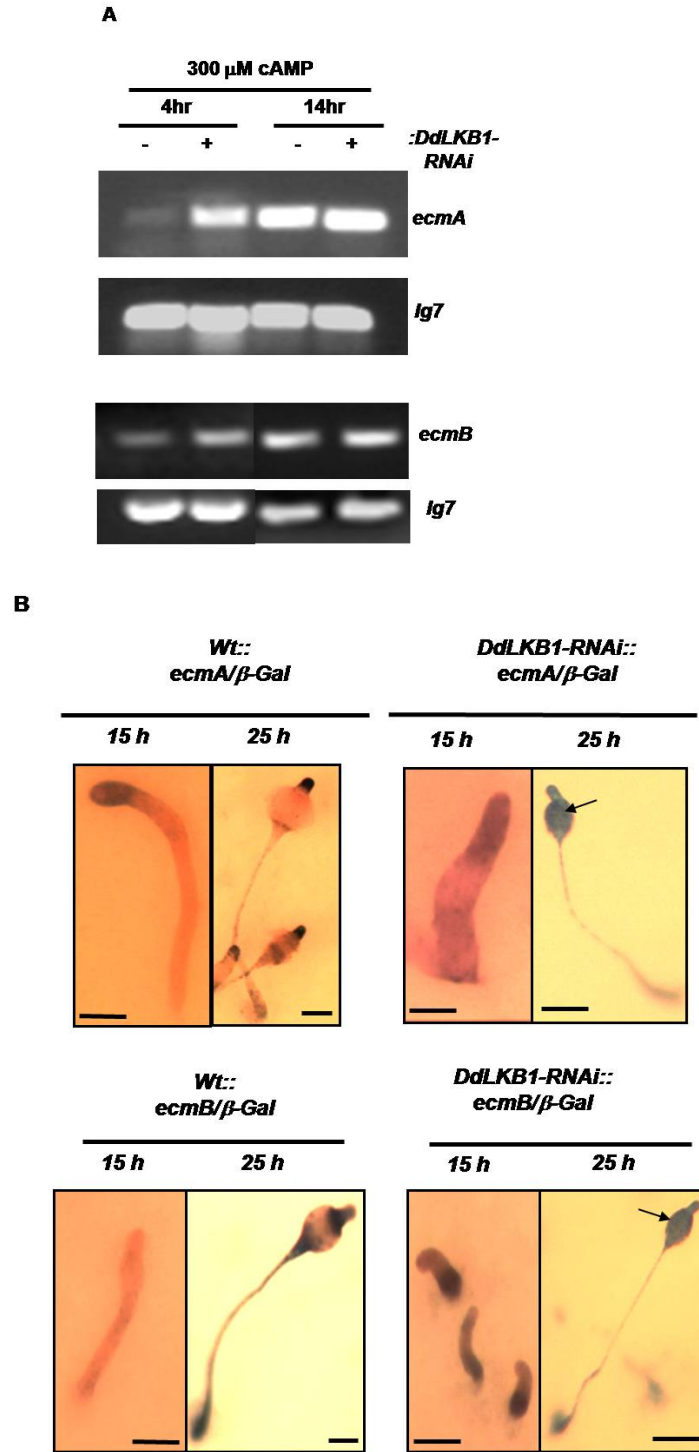 A
300 μM cAMP
4hr 14hr
- + - + :DdLKB1-
RNAi
ecmA
Ig7
ecmB
Ig7
B
Wt::
ecmA/β-Gal
DdLKB1-RNAi::
ecmA/β-Gal
15 h 25 h 15 h 25 h
Wt::
ecmB/β-Gal
DdLKB1-RNAi::
ecmB/β-Gal
15 h 25 h 15 h 25 h